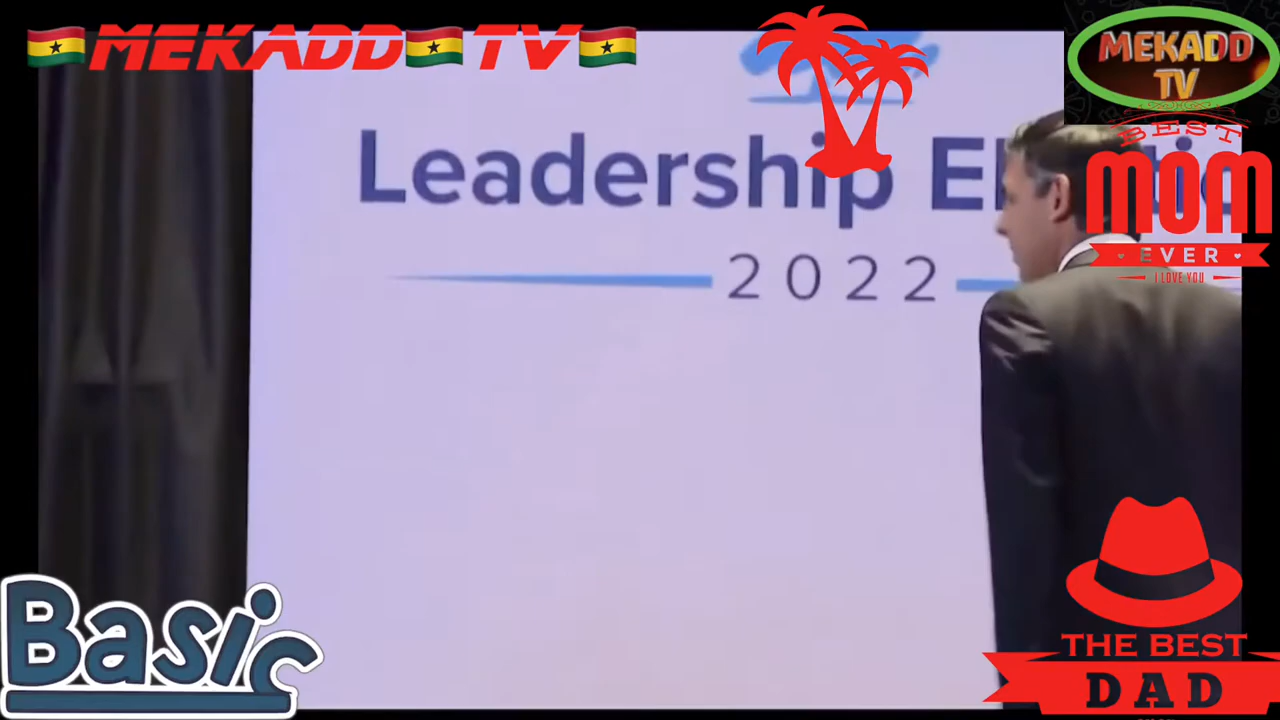 MEKADD TV
MEKADD
TV
BEST
MOM
EVER
I LOVE YOU
Leadership
2022
Basic
THE BEST
DAD